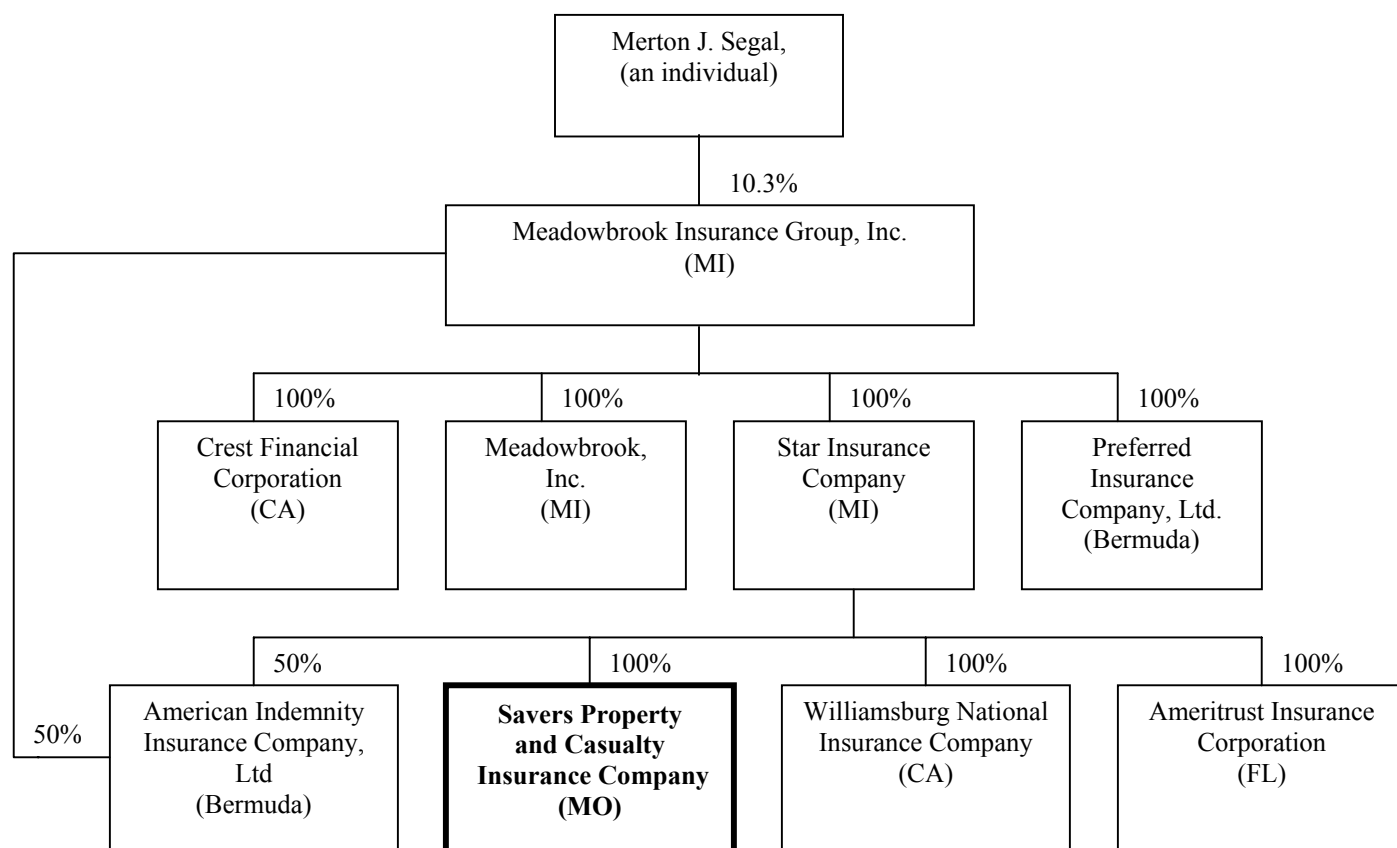 Merton J. Segal,
(an individual)
10.3%
Meadowbrook Insurance Group, Inc.
(MI)
100%
100%
100%
100%
Crest Financial
Corporation
(CA)
Meadowbrook,
Inc.
(MI)
Star Insurance
Company
(MI)
Preferred
Insurance
Company, Ltd.
(Bermuda)
50%
100%
100%
100%
50%
American Indemnity
Insurance Company,
Ltd
(Bermuda)
Savers Property
and Casualty
Insurance Company
(MO)
Williamsburg National
Insurance Company
(CA)
Ameritrust Insurance
Corporation
(FL)